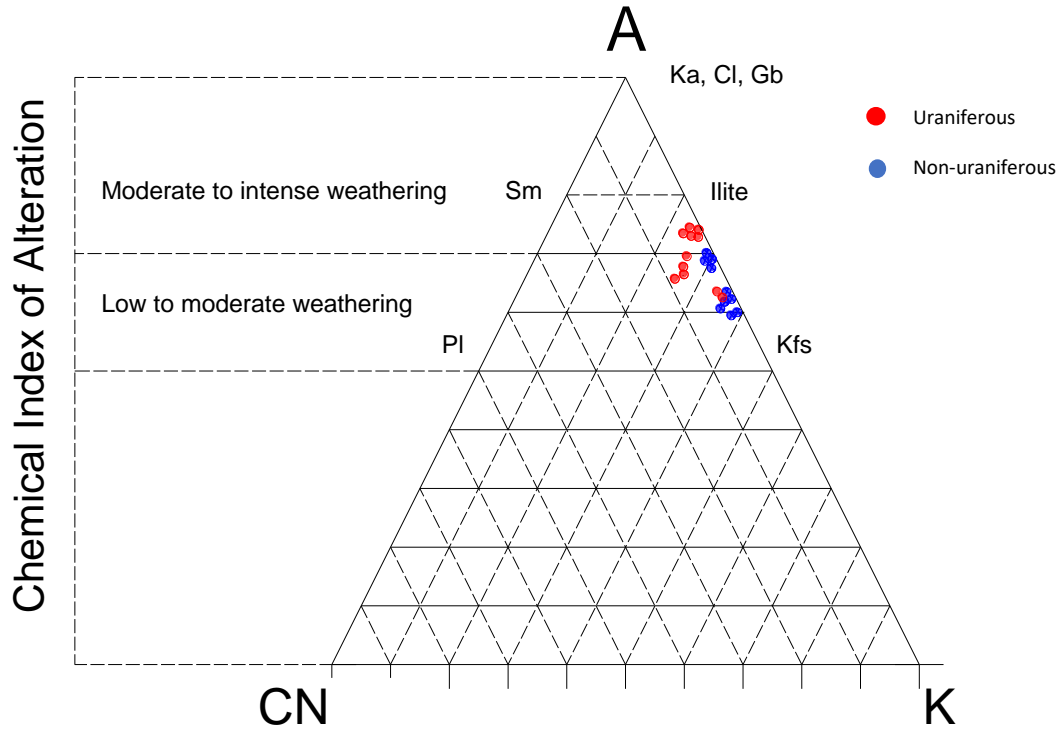 A
Ka, Cl, Gb
Uraniferous
Non-uraniferous
Moderate to intense weathering
Sm
Ilite
Low to moderate weathering
Pl
Kfs
Chemical Index of Alteration
CN
K